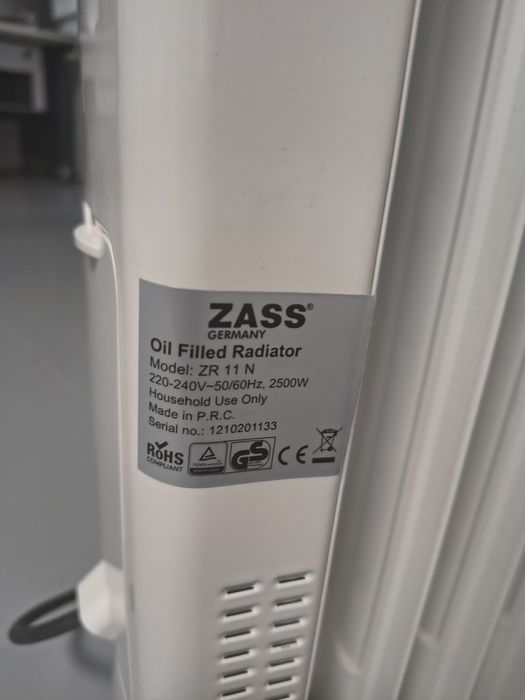 ZASS®
GERMANY
Oil Filled Radiator
Model: ZR 11 N
220-240V~50/60Hz, 2500W
Household Use Only
Made in P.R.C.
Serial no.: 1210201133
RoHS
COMPLIANT
GS
CE